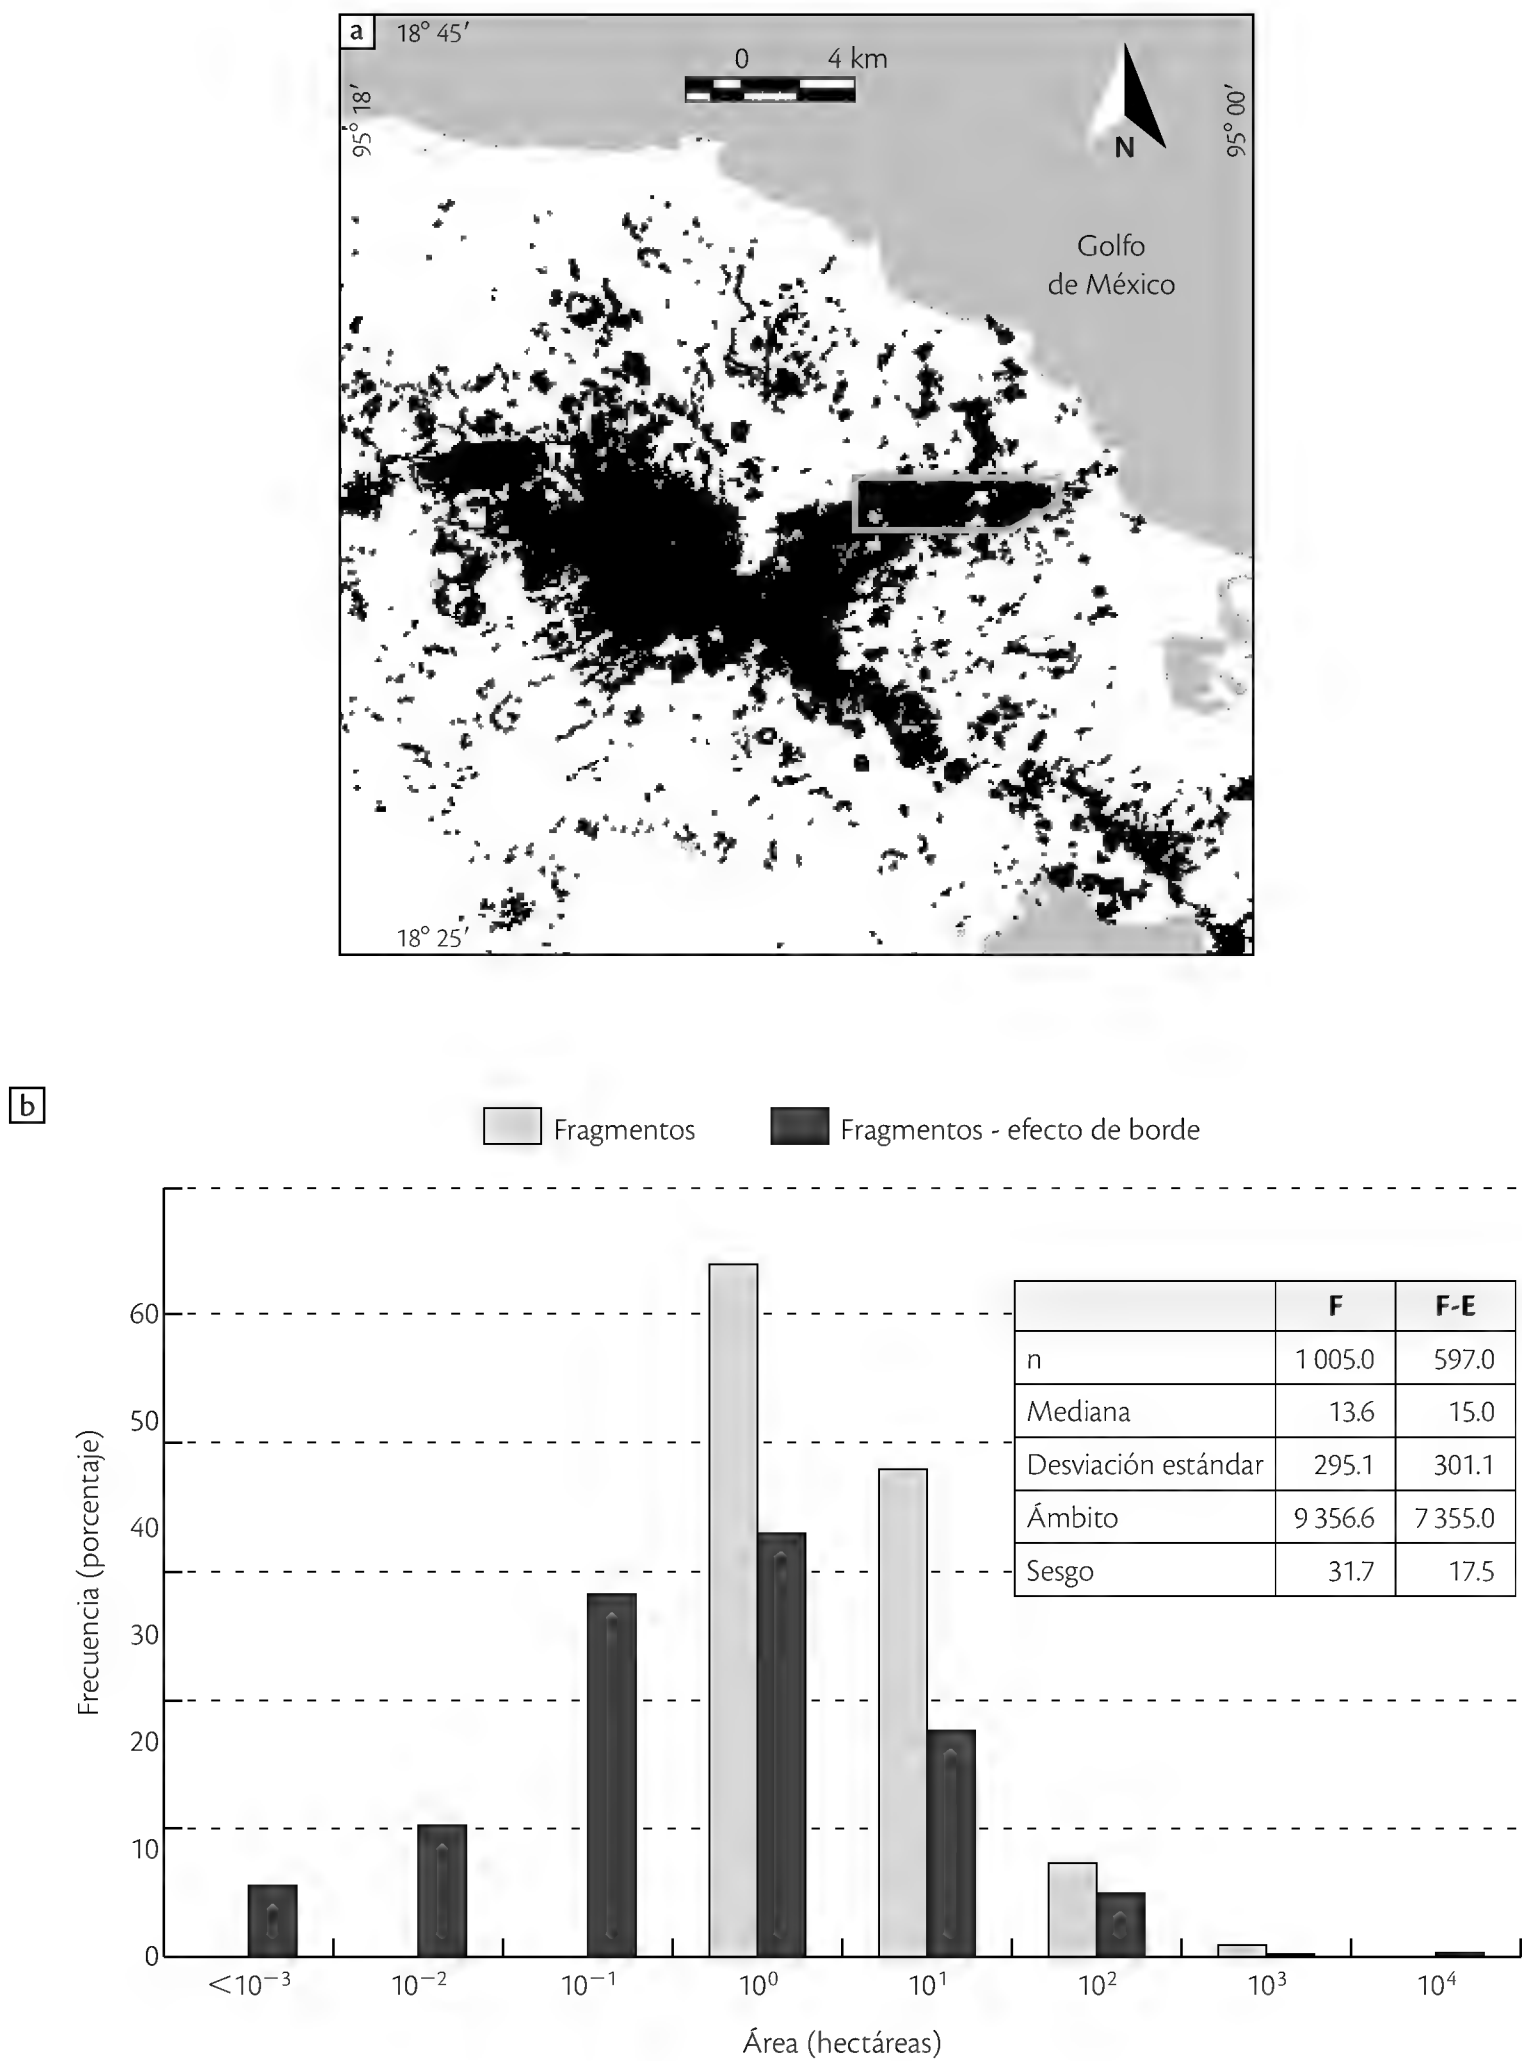 a
18° 45′
0 4 km
95° 18′
95° 00′
N
Golfo
de México
18° 25′
b
Fragmentos
Fragmentos - efecto de borde
F F-E
n 1 005.0 597.0
Mediana 13.6 15.0
Desviación estándar 295.1 301.1
Ámbito 9 356.6 7 355.0
Sesgo 31.7 17.5
Frecuencia (porcentaje)
60
50
40
30
20
10
0
<10⁻³ 10⁻² 10⁻¹ 10⁰ 10¹ 10² 10³ 10⁴
Área (hectáreas)